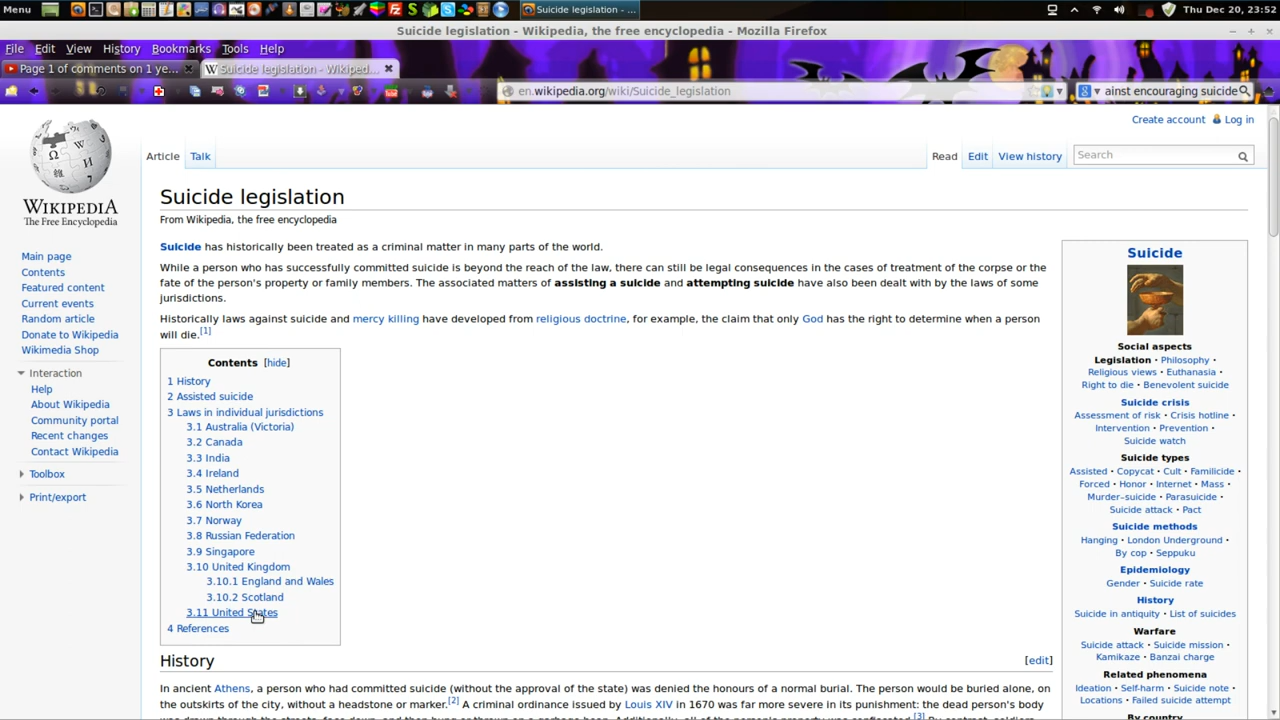 Menu
Suicide legislation - ...
Thu Dec 20, 23:52
Suicide legislation - Wikipedia, the free encyclopedia - Mozilla Firefox
File Edit View History Bookmarks Tools Help
Page 1 of comments on 1 ye...
Suicide legislation - Wikiped...
en.wikipedia.org/wiki/Suicide_legislation
ainst encouraging suicide
Create account Log in
Article Talk
Read Edit View history
Search
WIKIPEDIA
The Free Encyclopedia
Main page
Contents
Featured content
Current events
Random article
Donate to Wikipedia
Wikimedia Shop
Interaction
Help
About Wikipedia
Community portal
Recent changes
Contact Wikipedia
Toolbox
Print/export
Suicide legislation
From Wikipedia, the free encyclopedia
Suicide has historically been treated as a criminal matter in many parts of the world.
While a person who has successfully committed suicide is beyond the reach of the law, there can still be legal consequences in the cases of treatment of the corpse or the
fate of the person's property or family members. The associated matters of assisting a suicide and attempting suicide have also been dealt with by the laws of some
jurisdictions.
Historically laws against suicide and mercy killing have developed from religious doctrine, for example, the claim that only God has the right to determine when a person
will die.[1]
Contents [hide]
1 History
2 Assisted suicide
3 Laws in individual jurisdictions
3.1 Australia (Victoria)
3.2 Canada
3.3 India
3.4 Ireland
3.5 Netherlands
3.6 North Korea
3.7 Norway
3.8 Russian Federation
3.9 Singapore
3.10 United Kingdom
3.10.1 England and Wales
3.10.2 Scotland
3.11 United States
4 References
History [edit]
In ancient Athens, a person who had committed suicide (without the approval of the state) was denied the honours of a normal burial. The person would be buried alone, on
the outskirts of the city, without a headstone or marker.[2] A criminal ordinance issued by Louis XIV in 1670 was far more severe in its punishment: the dead person's body
Suicide
Social aspects
Legislation · Philosophy ·
Religious views · Euthanasia ·
Right to die · Benevolent suicide
Suicide crisis
Assessment of risk · Crisis hotline ·
Intervention · Prevention ·
Suicide watch
Suicide types
Assisted · Copycat · Cult · Familicide ·
Forced · Honor · Internet · Mass ·
Murder–suicide · Parasuicide ·
Suicide attack · Pact
Suicide methods
Hanging · London Underground ·
By cop · Seppuku
Epidemiology
Gender · Suicide rate
History
Suicide in antiquity · List of suicides
Warfare
Suicide attack · Suicide mission ·
Kamikaze · Banzai charge
Related phenomena
Ideation · Self-harm · Suicide note ·
Locations · Failed suicide attempt
By country